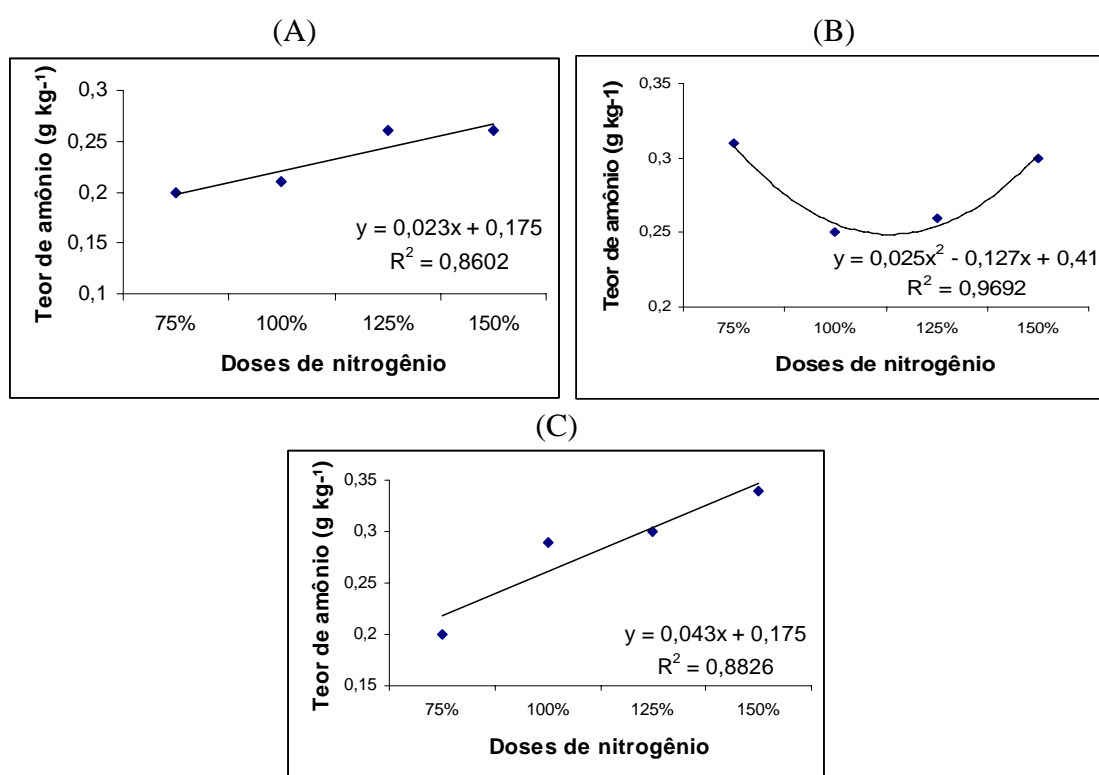 (A)
Teor de amônio (g kg-¹)
0,3
0,25
0,2
0,15
0,1
y = 0,023x + 0,175
R² = 0,8602
75% 100% 125% 150%
Doses de nitrogênio
(B)
Teor de amônio (g kg-1)
0,35
0,3
0,25
0,2
y = 0,025x² - 0,127x + 0,41
R² = 0,9692
75% 100% 125% 150%
Doses de nitrogênio
(C)
Teor de amônio (g kg-¹)
0,35
0,3
0,25
0,2
0,15
y = 0,043x + 0,175
R² = 0,8826
75% 100% 125% 150%
Doses de nitrogênio